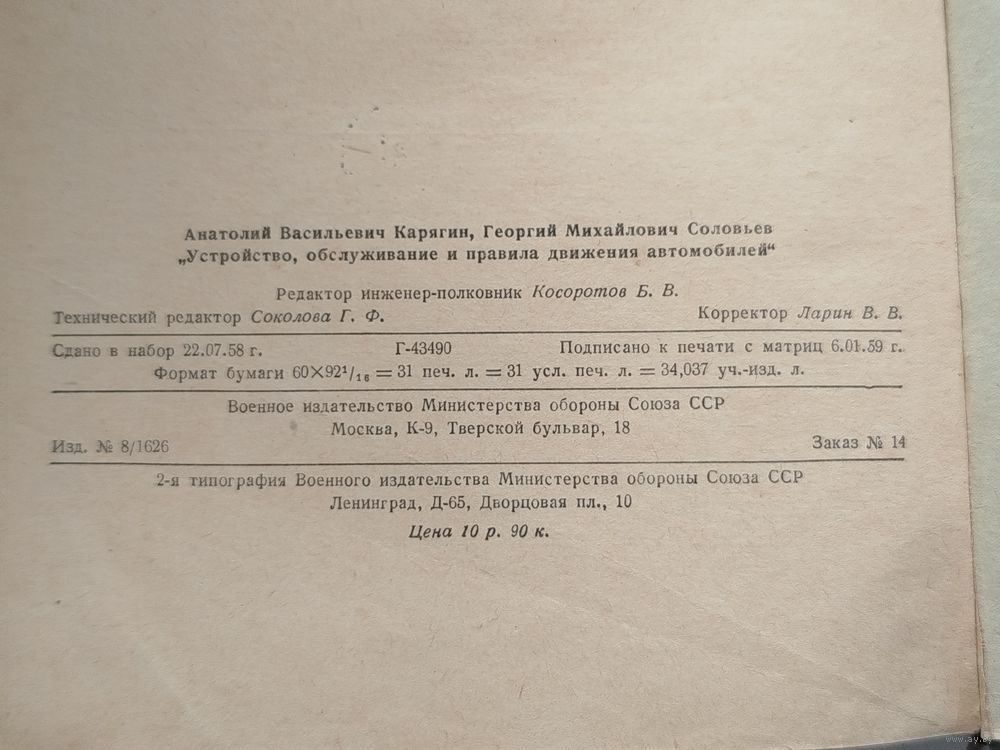 Анатолий Васильевич Карягин, Георгий Михайлович Соловьев
„Устройство, обслуживание и правила движения автомобилей“
Редактор инженер-полковник Косоротов Б. В.
Технический редактор Соколова Г. Ф. Корректор Ларин В. В.
Сдано в набор 22.07.58 г. Г-43490 Подписано к печати с матриц 6.01.59 г.
Формат бумаги 60×92¹/₁₆ = 31 печ. л. = 31 усл. печ. л. = 34,037 уч.-изд. л.
Военное издательство Министерства обороны Союза ССР
Москва, К-9, Тверской бульвар, 18
Изд. № 8/1626 Заказ № 14
2-я типография Военного издательства Министерства обороны Союза ССР
Ленинград, Д-65, Дворцовая пл., 10
Цена 10 р. 90 к.
www.ay.by